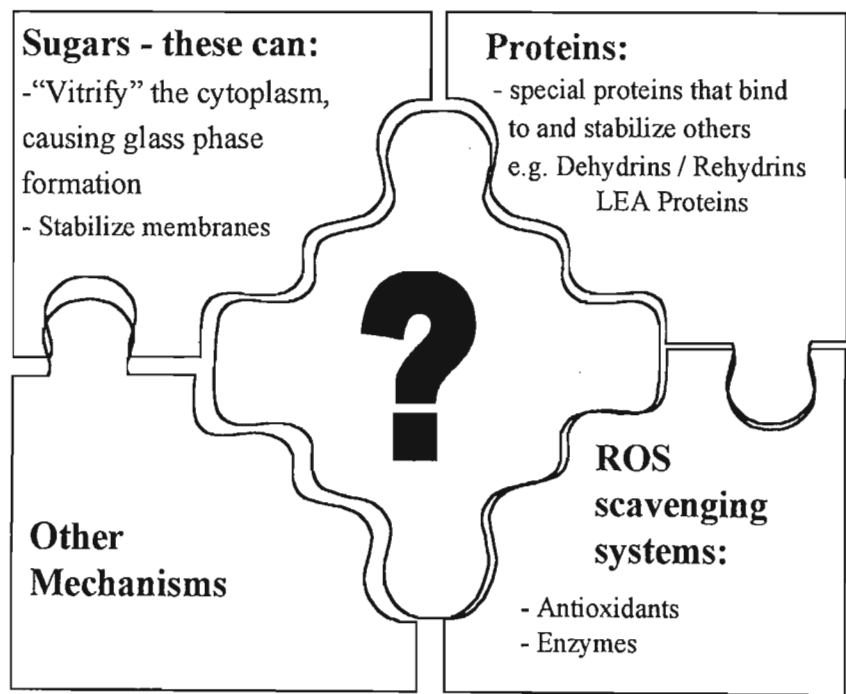 Sugars - these can:
-“Vitrify” the cytoplasm,
causing glass phase
formation
- Stabilize membranes
Proteins:
- special proteins that bind
to and stabilize others
e.g. Dehydrins / Rehydrins
LEA Proteins
?
Other
Mechanisms
ROS
scavenging
systems:
- Antioxidants
- Enzymes